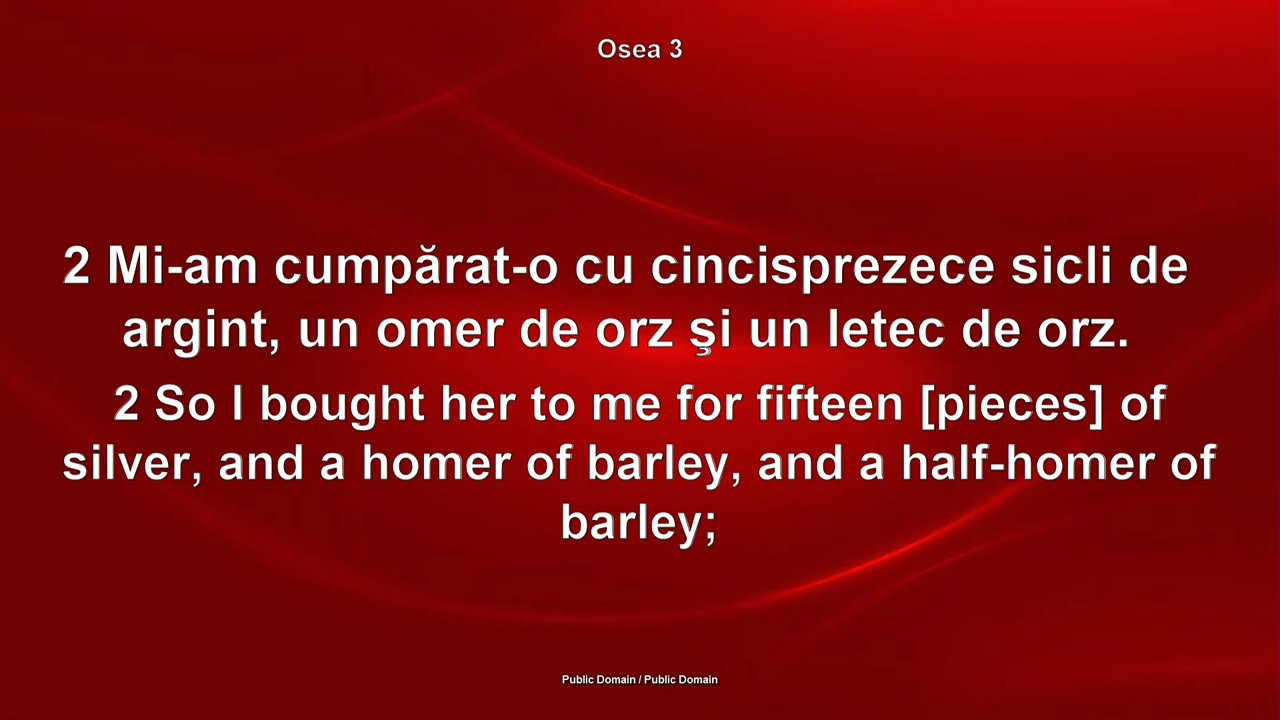 Osea 3
2 Mi-am cumpărat-o cu cincisprezece sicli de
argint, un omer de orz şi un letec de orz.
2 So I bought her to me for fifteen [pieces] of
silver, and a homer of barley, and a half-homer of
barley;
Public Domain / Public Domain